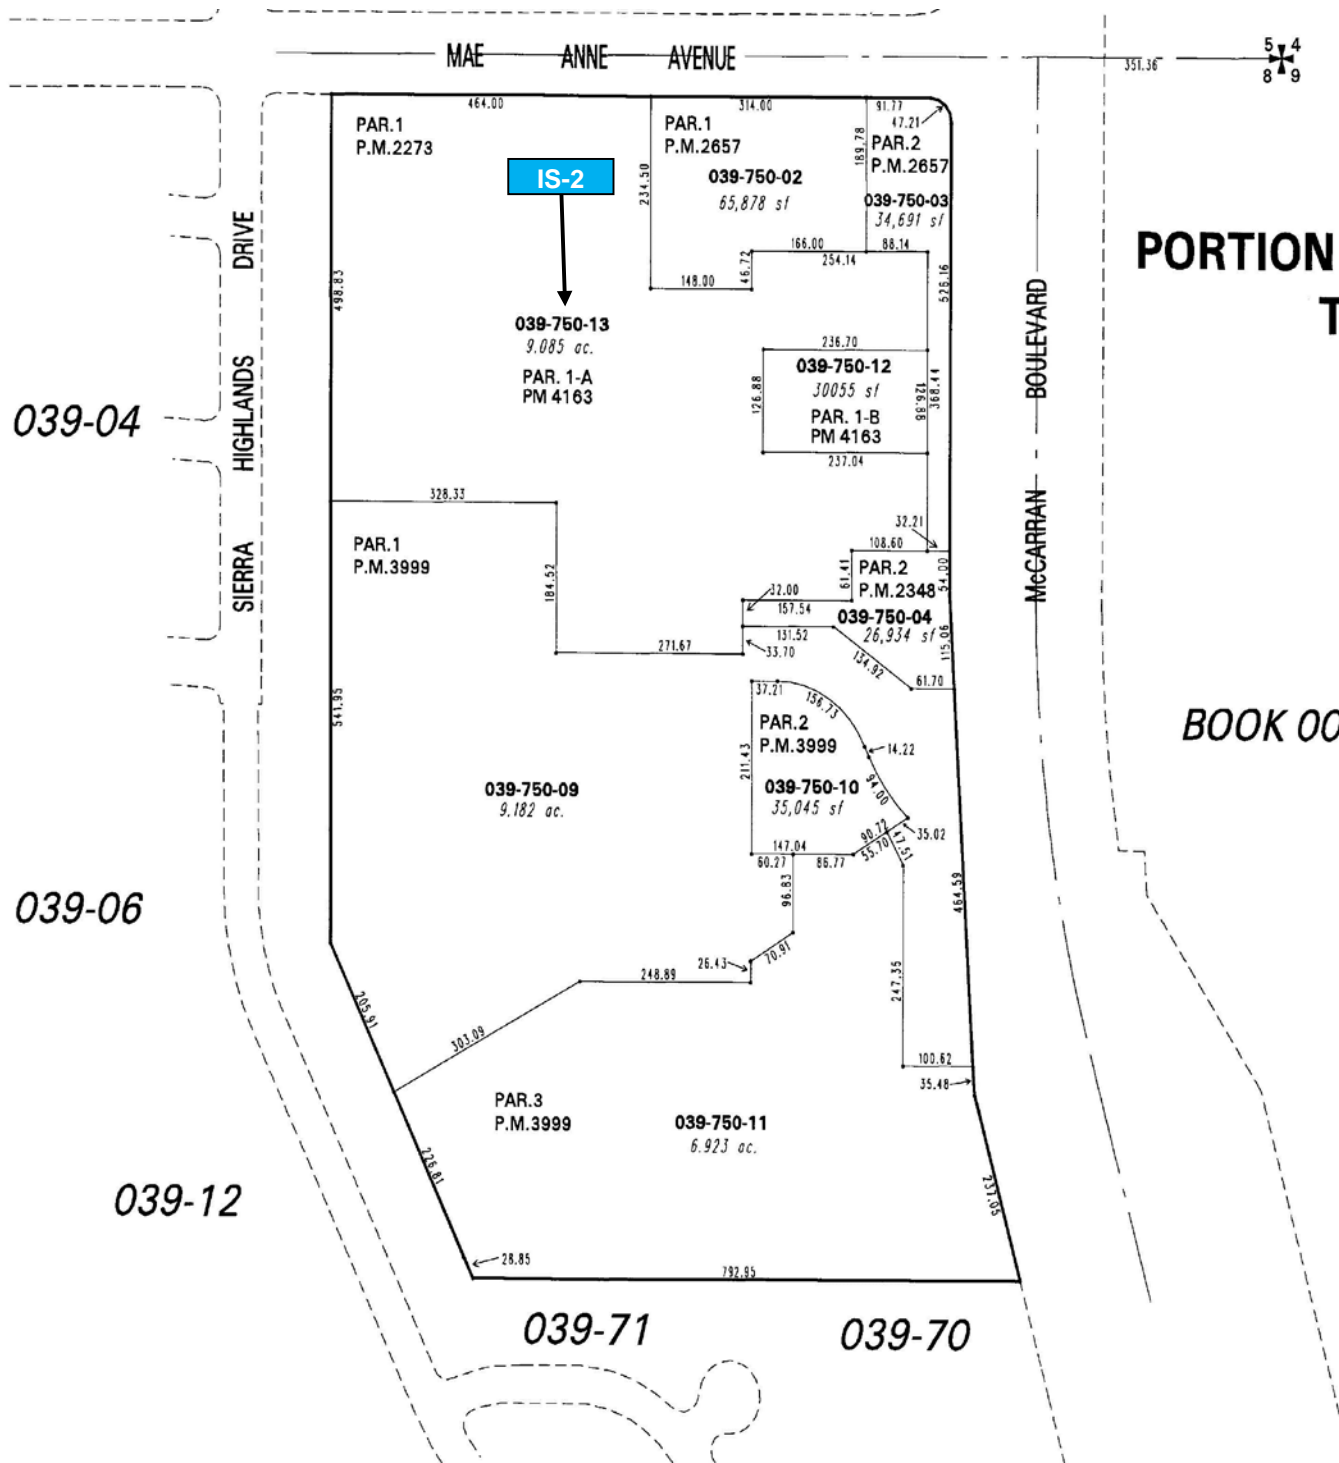 MAE ANNE AVENUE
351.36
5 4
8 9
464.00
314.00
91.77
47.21
PAR.1
P.M.2273
PAR.1
P.M.2657
189.78
PAR.2
P.M.2657
IS-2
234.50
039-750-02
65,878 sf
039-750-03
34,691 sf
SIERRA HIGHLANDS DRIVE
498.83
166.00
88.14
254.14
46.72
148.00
526.16
PORTION
T
McCARRAN BOULEVARD
039-750-13
9.085 ac.
PAR. 1-A
PM 4163
236.70
039-750-12
30055 sf
PAR. 1-B
PM 4163
126.88
126.88
368.44
237.04
039-04
328.33
32.21
108.60
PAR.1
P.M.3999
184.52
61.41
PAR.2
P.M.2348
54.00
32.00
157.54
039-750-04
26,934 sf
131.52
33.70
271.67
134.92
115.06
61.70
37.21
156.73
541.95
PAR.2
P.M.3999
14.22
BOOK 00
211.43
039-750-09
9.182 ac.
039-750-10
35,045 sf
94.00
35.02
90.72
55.70
47.51
147.04
60.27
86.77
96.83
464.59
039-06
70.91
26.43
248.89
247.35
205.91
303.09
100.62
35.48
PAR.3
P.M.3999
039-750-11
6.923 ac.
226.81
237.05
039-12
28.85
792.95
039-71
039-70